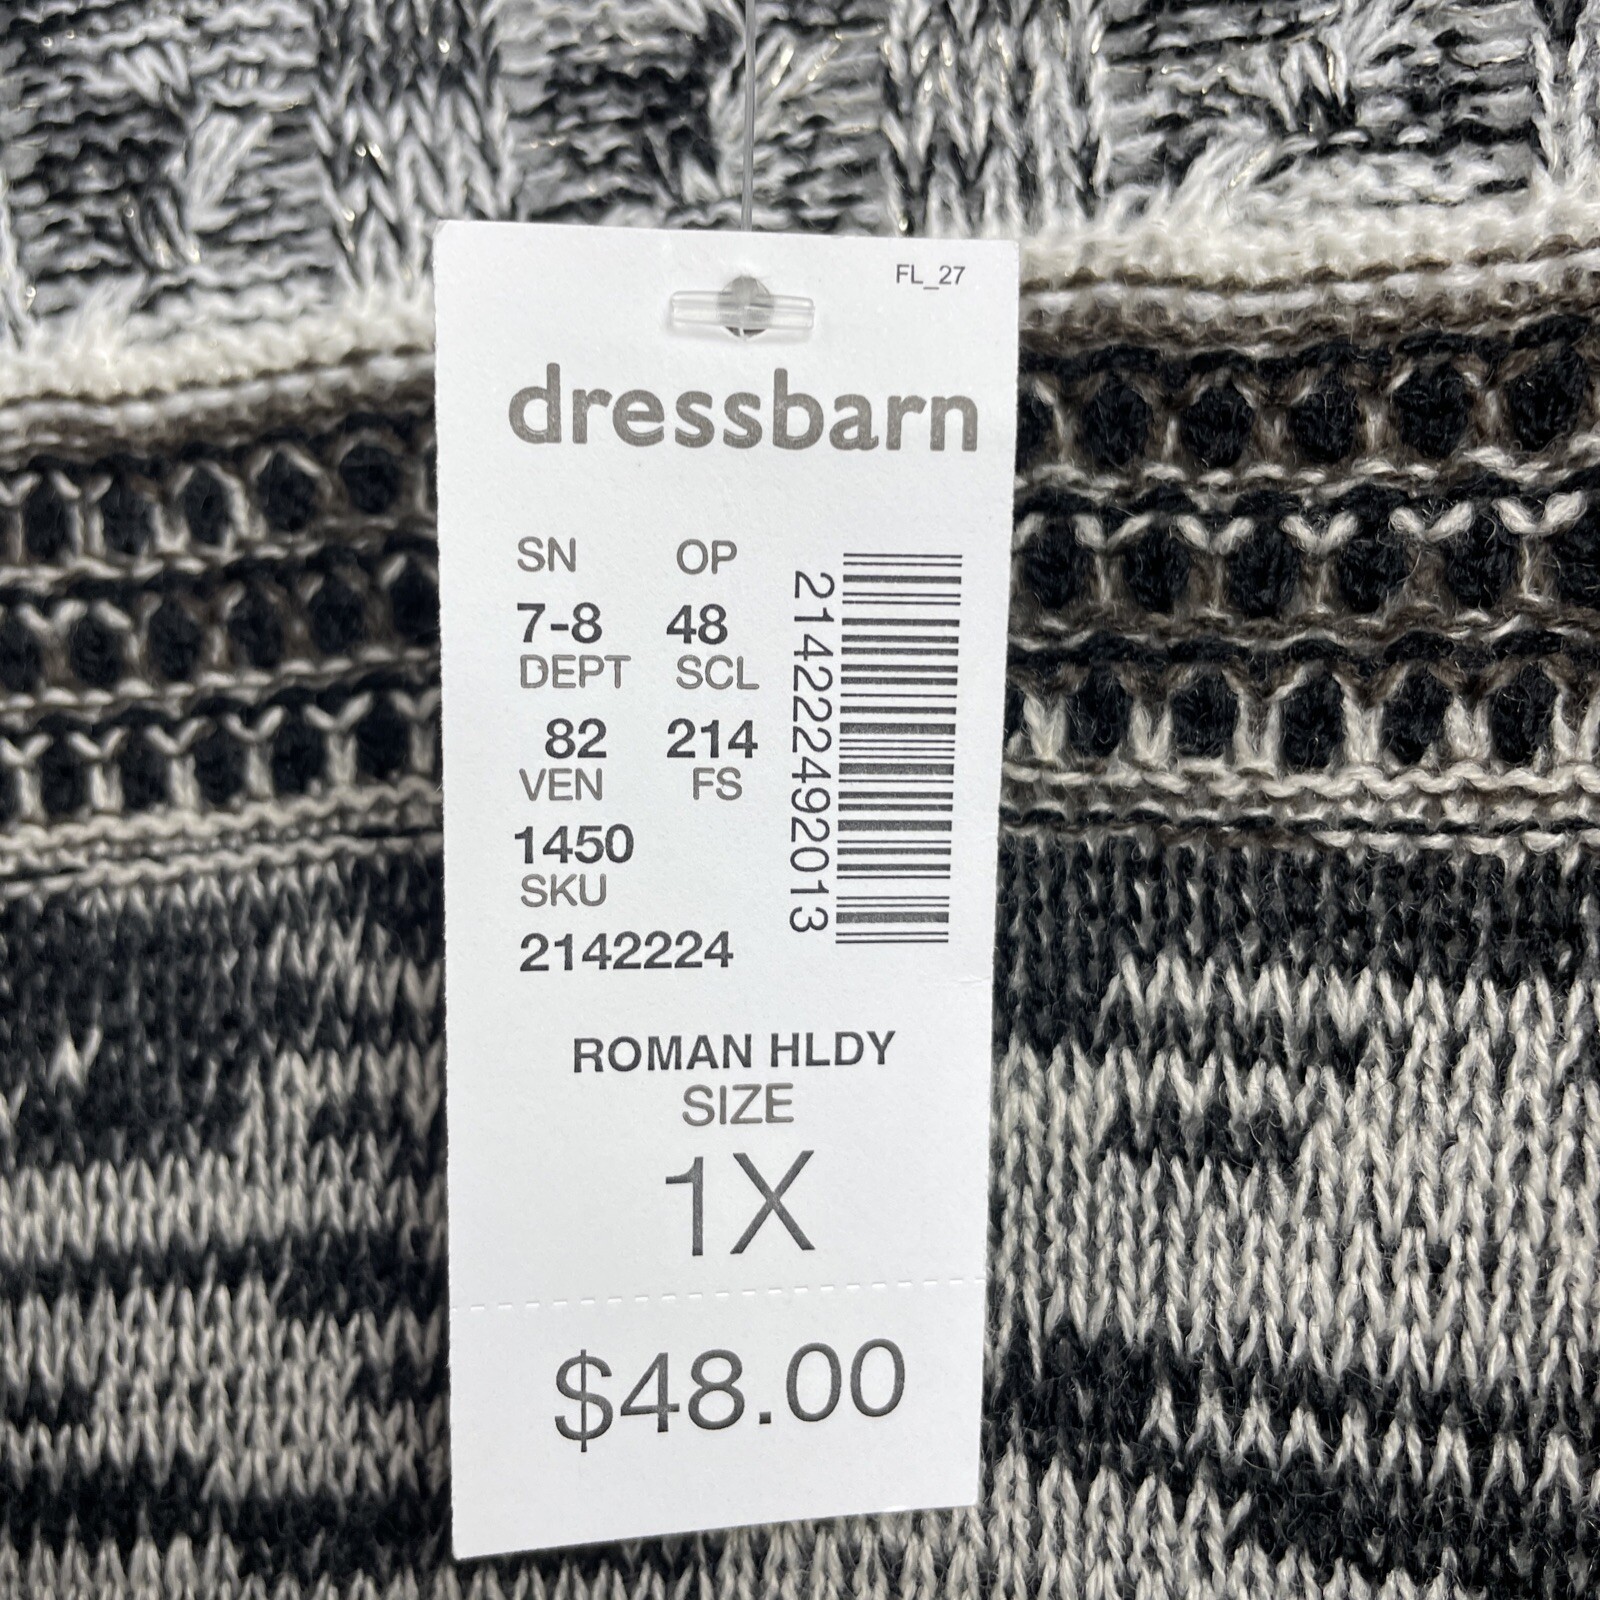 FL_27
dressbarn
SN OP
7-8 48
DEPT SCL
82 214
VEN FS
1450
SKU
2142224
214222492013
ROMAN HLDY
SIZE
1X
$48.00